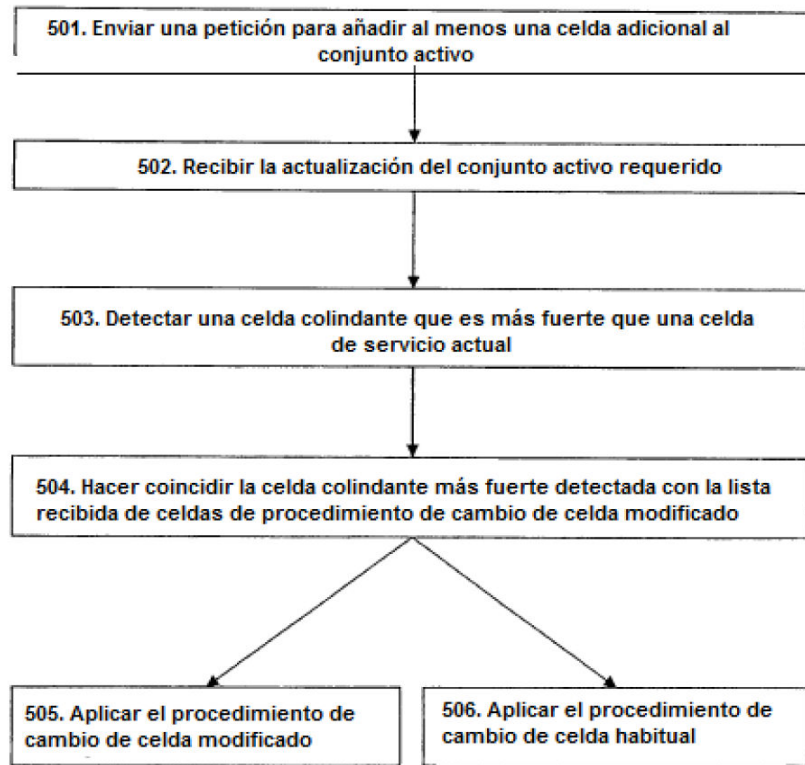 501. Enviar una petición para añadir al menos una celda adicional al
conjunto activo
502. Recibir la actualización del conjunto activo requerido
503. Detectar una celda colindante que es más fuerte que una celda
de servicio actual
504. Hacer coincidir la celda colindante más fuerte detectada con la lista
recibida de celdas de procedimiento de cambio de celda modificado
505. Aplicar el procedimiento de
cambio de celda modificado
506. Aplicar el procedimiento de
cambio de celda habitual